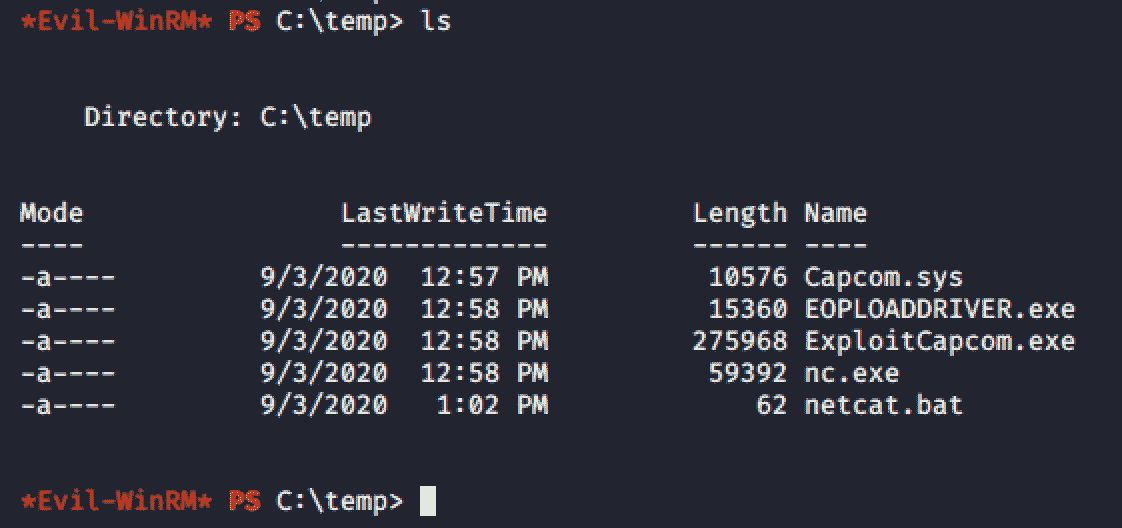 *Evil-WinRM* PS C:\temp> ls
Directory: C:\temp
Mode                LastWriteTime         Length Name
----                -------------         ------ ----
-a----         9/3/2020  12:57 PM          10576 Capcom.sys
-a----         9/3/2020  12:58 PM          15360 EOPLOADDRIVER.exe
-a----         9/3/2020  12:58 PM         275968 ExploitCapcom.exe
-a----         9/3/2020  12:58 PM          59392 nc.exe
-a----         9/3/2020   1:02 PM             62 netcat.bat
*Evil-WinRM* PS C:\temp>